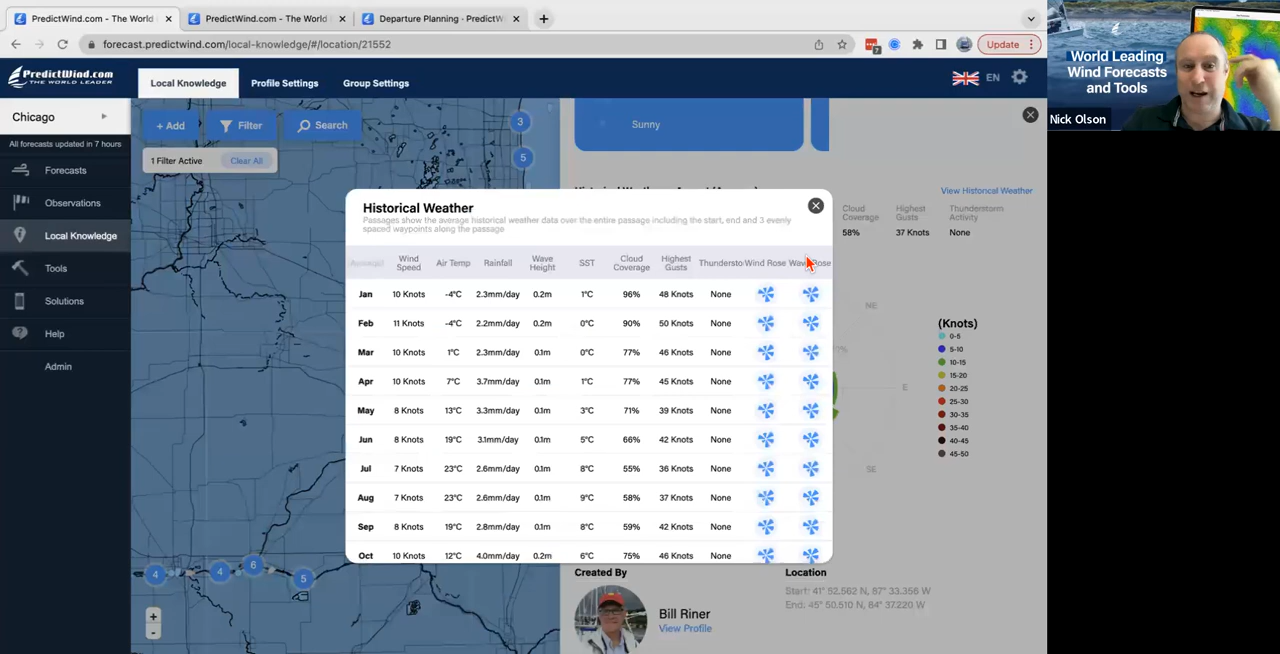 PredictWind.com - The World
PredictWind.com - The World
Departure Planning - PredictW
forecast.predictwind.com/local-knowledge/#/location/21552
7
Update
World Leading
Wind Forecasts
and Tools
Nick Olson
PredictWind.com
THE WORLD LEADER
Local Knowledge
Profile Settings
Group Settings
EN
Chicago
All forecasts updated in 7 hours
Forecasts
Observations
Local Knowledge
Tools
Solutions
Help
Admin
+ Add
Filter
Search
1 Filter Active
Clear All
3
5
Sunny
View Historical Weather
Cloud Coverage
Highest Gusts
Thunderstorm Activity
58%
37 Knots
None
Historical Weather
Passages show the average historical weather data over the entire passage including the start, end and 3 evenly
spaced waypoints along the passage
Average Wind Speed Air Temp Rainfall Wave Height SST Cloud Coverage Highest Gusts Thundersto Wind Rose Wave Rose
Jan 10 Knots -4°C 2.3mm/day 0.2m 1°C 96% 48 Knots None
Feb 11 Knots -4°C 2.2mm/day 0.2m 0°C 90% 50 Knots None
Mar 10 Knots 1°C 2.3mm/day 0.1m 0°C 77% 46 Knots None
Apr 10 Knots 7°C 3.7mm/day 0.1m 1°C 77% 45 Knots None
May 8 Knots 13°C 3.3mm/day 0.1m 3°C 71% 39 Knots None
Jun 8 Knots 19°C 3.1mm/day 0.1m 5°C 66% 42 Knots None
Jul 7 Knots 23°C 2.6mm/day 0.1m 8°C 55% 36 Knots None
Aug 7 Knots 23°C 2.6mm/day 0.1m 9°C 58% 37 Knots None
Sep 8 Knots 19°C 2.8mm/day 0.1m 8°C 59% 42 Knots None
Oct 10 Knots 12°C 4.0mm/day 0.2m 6°C 75% 46 Knots None
NE
E
SE
(Knots)
0-5
5-10
10-15
15-20
20-25
25-30
30-35
35-40
40-45
45-50
4
4
6
5
+
-
Created By
Bill Riner
View Profile
Location
Start: 41° 52.562 N, 87° 33.356 W
End: 45° 50.510 N, 84° 37.220 W